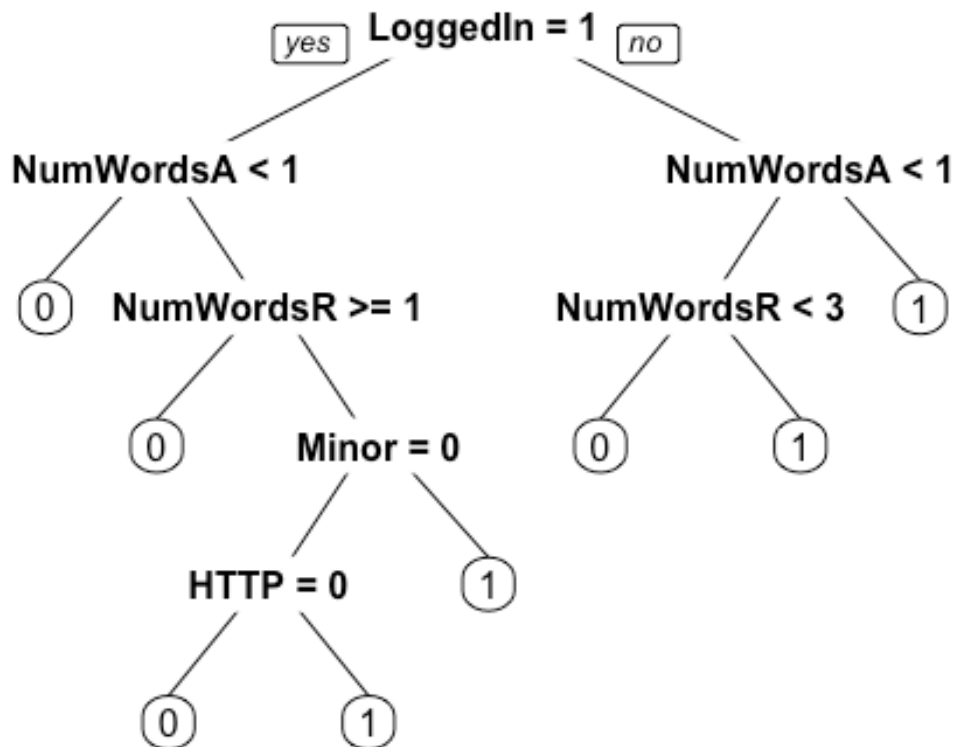 yes LoggedIn = 1 no
NumWordsA < 1 NumWordsA < 1
0 NumWordsR >= 1 NumWordsR < 3 1
0 Minor = 0 0 1
HTTP = 0 1
0 1